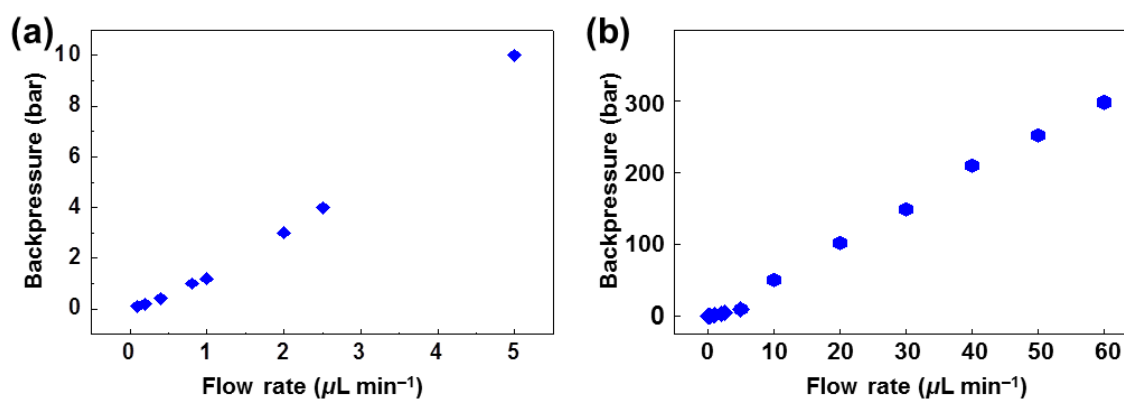 (a)
Backpressure (bar)
10
8
6
4
2
0
0 1 2 3 4 5
Flow rate (µL min⁻¹)
(b)
Backpressure (bar)
300
200
100
0
0 10 20 30 40 50 60
Flow rate (µL min⁻¹)